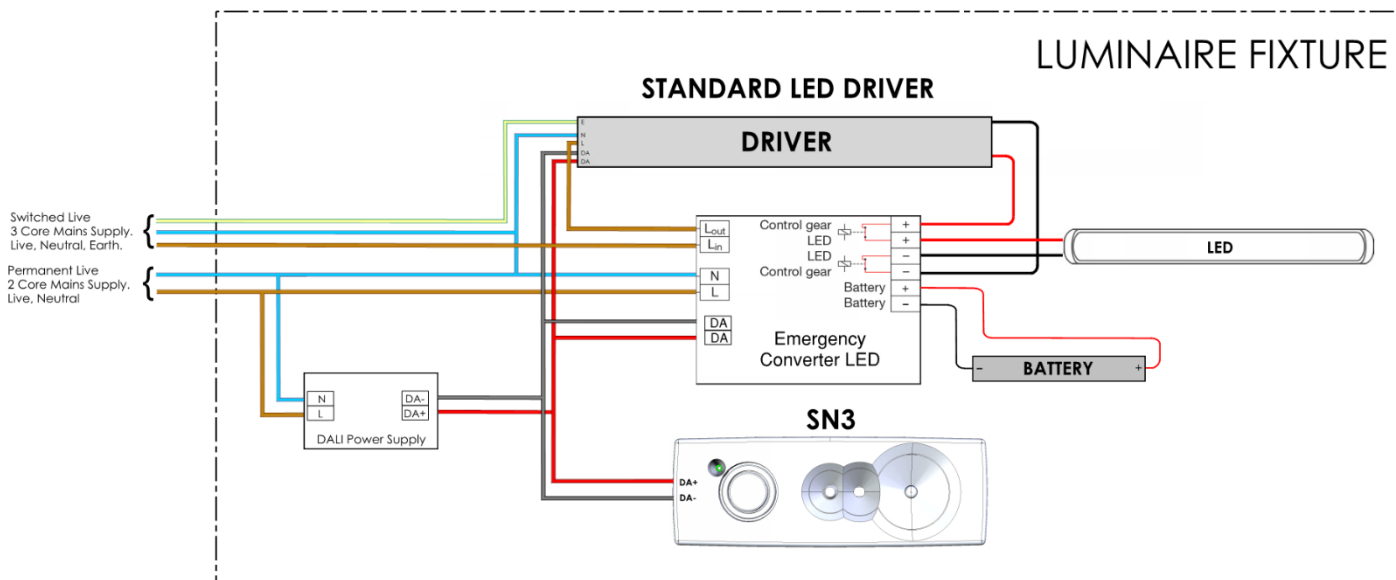 LUMINAIRE FIXTURE
STANDARD LED DRIVER
DRIVER
E
N
L
DA
DA
Switched Live
3 Core Mains Supply.
Live, Neutral, Earth.
Permanent Live
2 Core Mains Supply.
Live, Neutral
Lout
Lin
N
L
DA
DA
Control gear +
LED +
LED −
Control gear −
Battery +
Battery −
Emergency
Converter LED
LED
− BATTERY +
N
L
DA-
DA+
DALI Power Supply
SN3
DA+
DA-